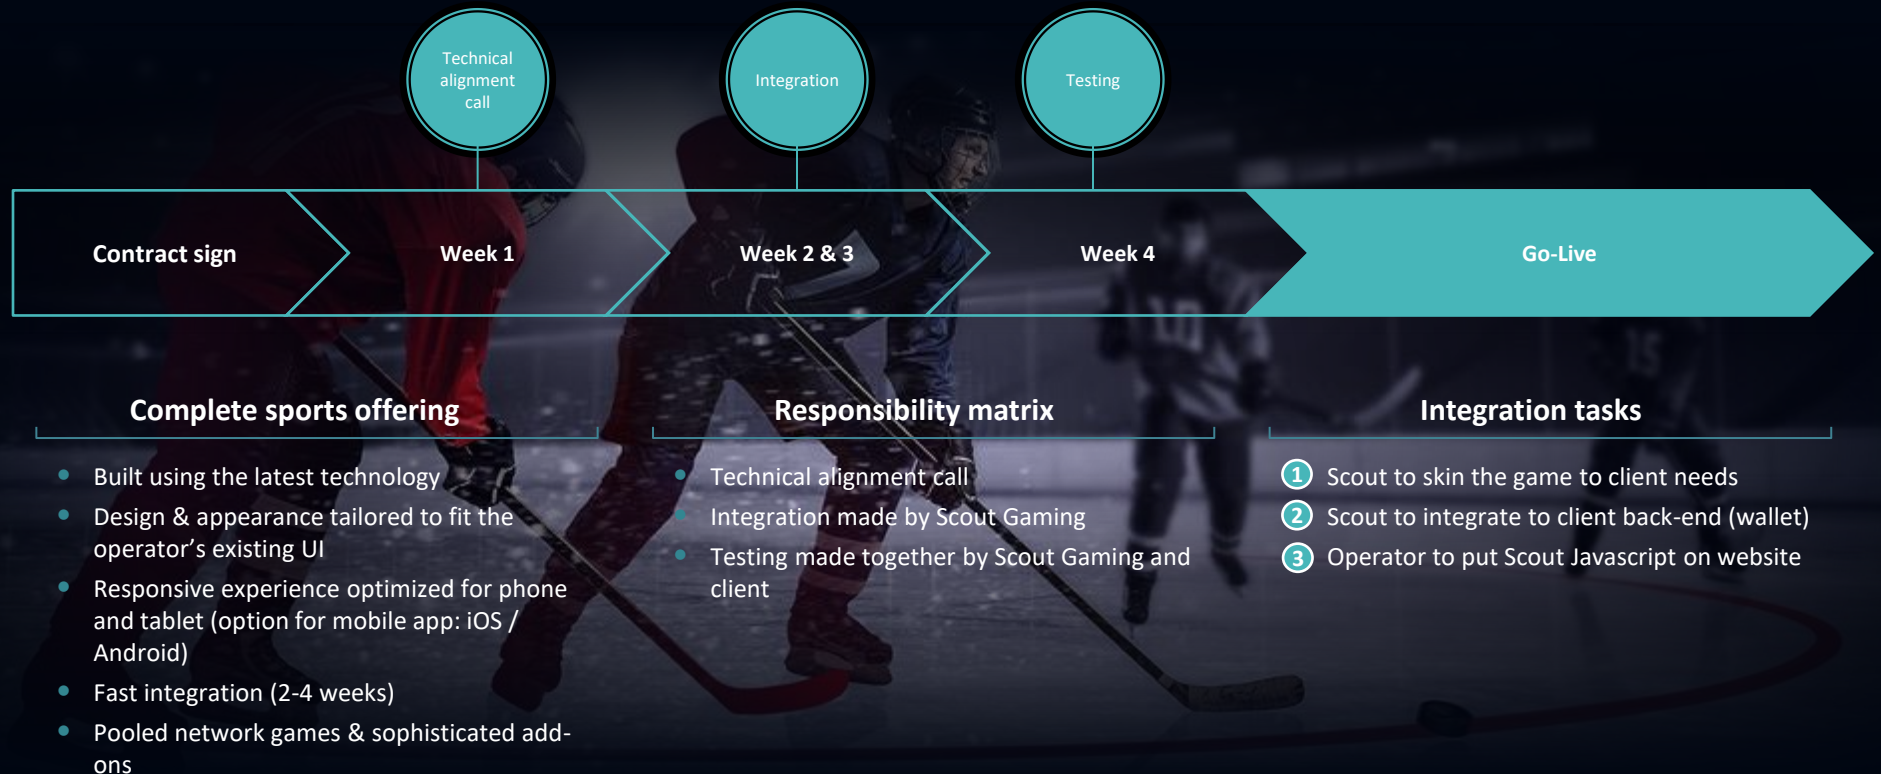 Technical
alignment
call
Integration
Testing
Contract sign
Week 1
Week 2 & 3
Week 4
Go-Live
Complete sports offering
Built using the latest technology
Design & appearance tailored to fit the
operator’s existing UI
Responsive experience optimized for phone
and tablet (option for mobile app: iOS /
Android)
Fast integration (2-4 weeks)
Pooled network games & sophisticated add-
ons
Responsibility matrix
Technical alignment call
Integration made by Scout Gaming
Testing made together by Scout Gaming and
client
Integration tasks
1 Scout to skin the game to client needs
2 Scout to integrate to client back-end (wallet)
3 Operator to put Scout Javascript on website
15